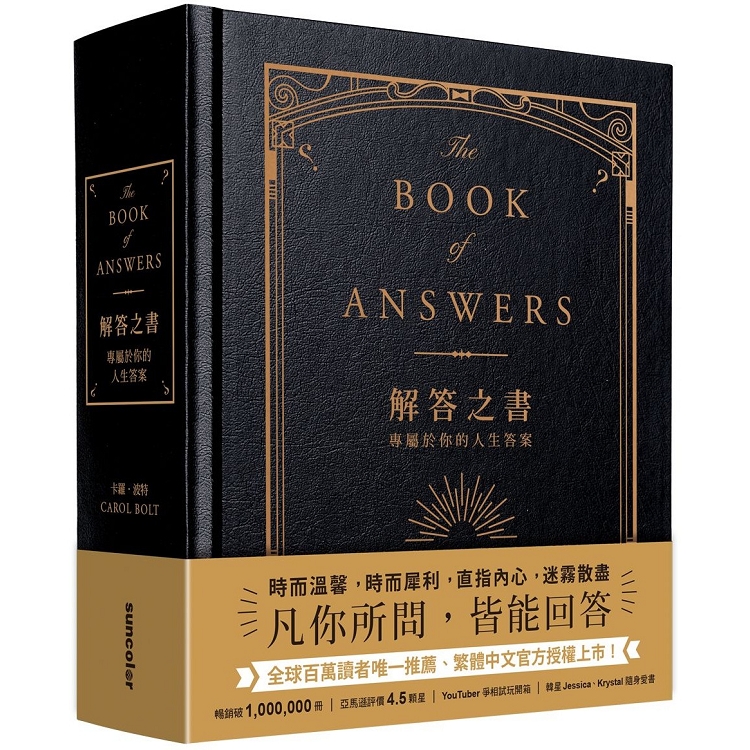 The
BOOK
of
ANSWERS
解答之書
專屬於你的
人生答案
卡羅・波特
CAROL BOLT
suncolor
The
BOOK
of
ANSWERS
解答之書
專屬於你的人生答案
時而溫馨，時而犀利，直指內心，迷霧散盡
凡你所問，皆能回答
全球百萬讀者唯一推薦、繁體中文官方授權上市！
暢銷破1,000,000冊｜亞馬遜評價4.5顆星｜YouTuber爭相試玩開箱｜韓星Jessica、Krystal隨身愛書